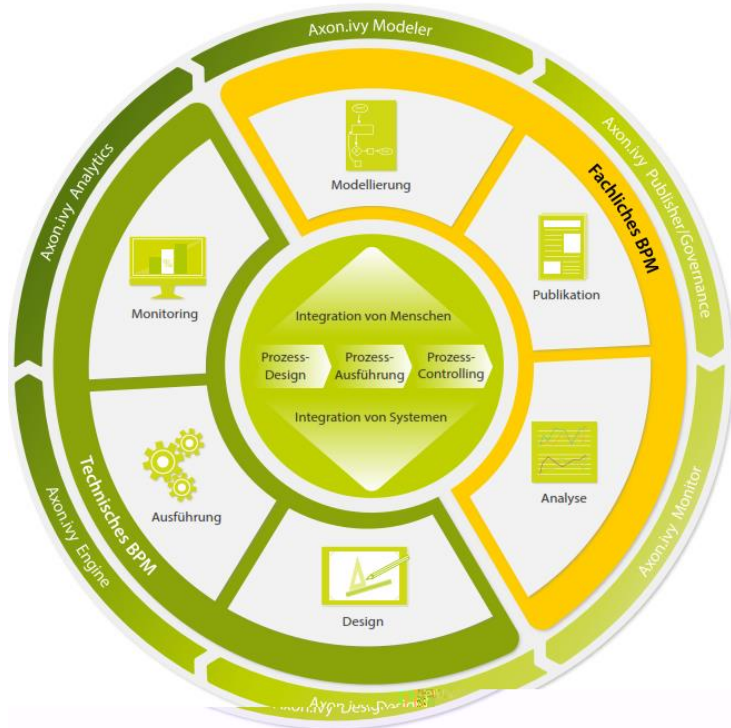 Axon.ivy Modeler
Axon.ivy Publisher/Governance
Axon.ivy Monitor
Axon.ivy Engine
Axon.ivy Analytics
Fachliches BPM
Technisches BPM
Modellierung
Publikation
Analyse
Design
Ausführung
Monitoring
Integration von Menschen
Prozess-
Design
Prozess-
Ausführung
Prozess-
Controlling
Integration von Systemen